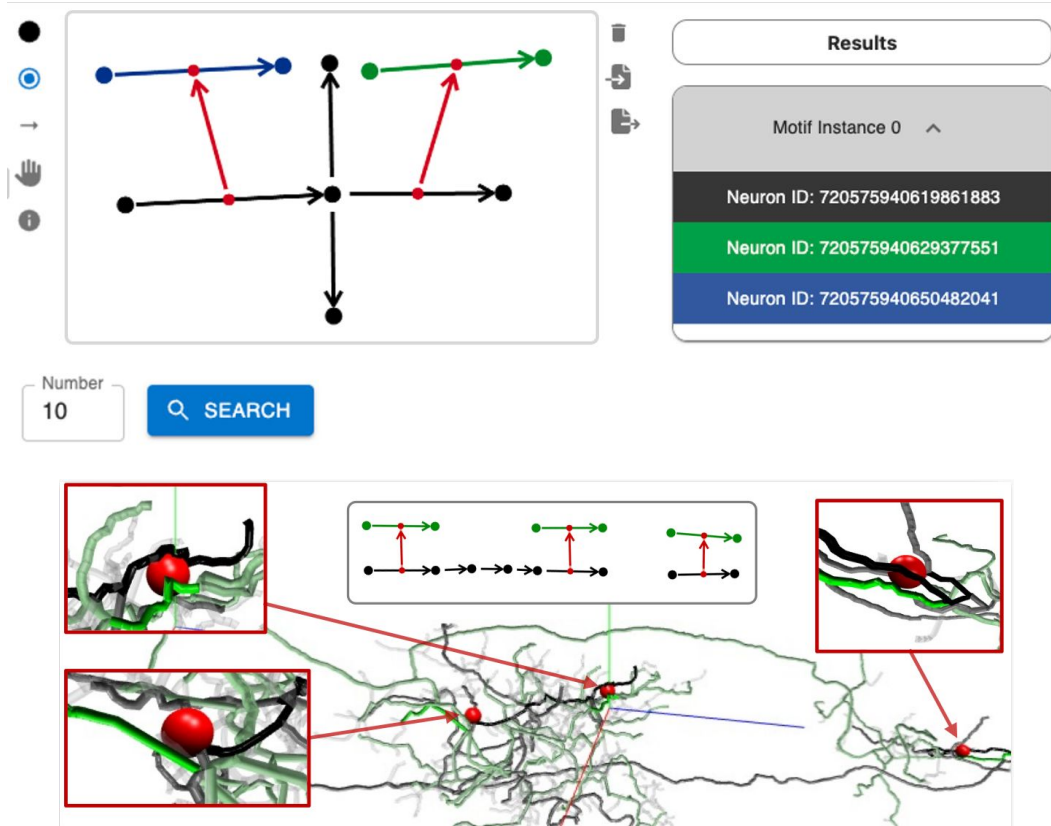 Results
Motif Instance 0
Neuron ID: 720575940619861883
Neuron ID: 720575940629377551
Neuron ID: 720575940650482041
Number
10
SEARCH